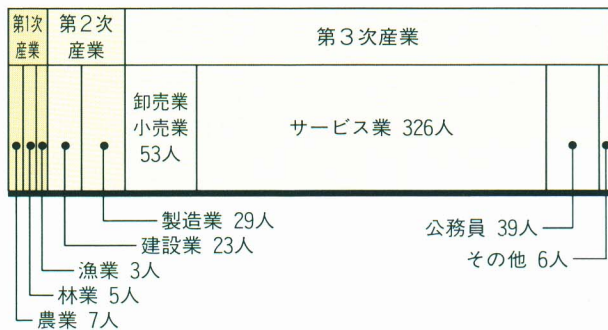 第1次
産業
第2次
産業
第3次産業
卸売業
小売業
53人
サービス業 326人
製造業 29人
建設業 23人
漁業 3人
林業 5人
農業 7人
公務員 39人
その他 6人